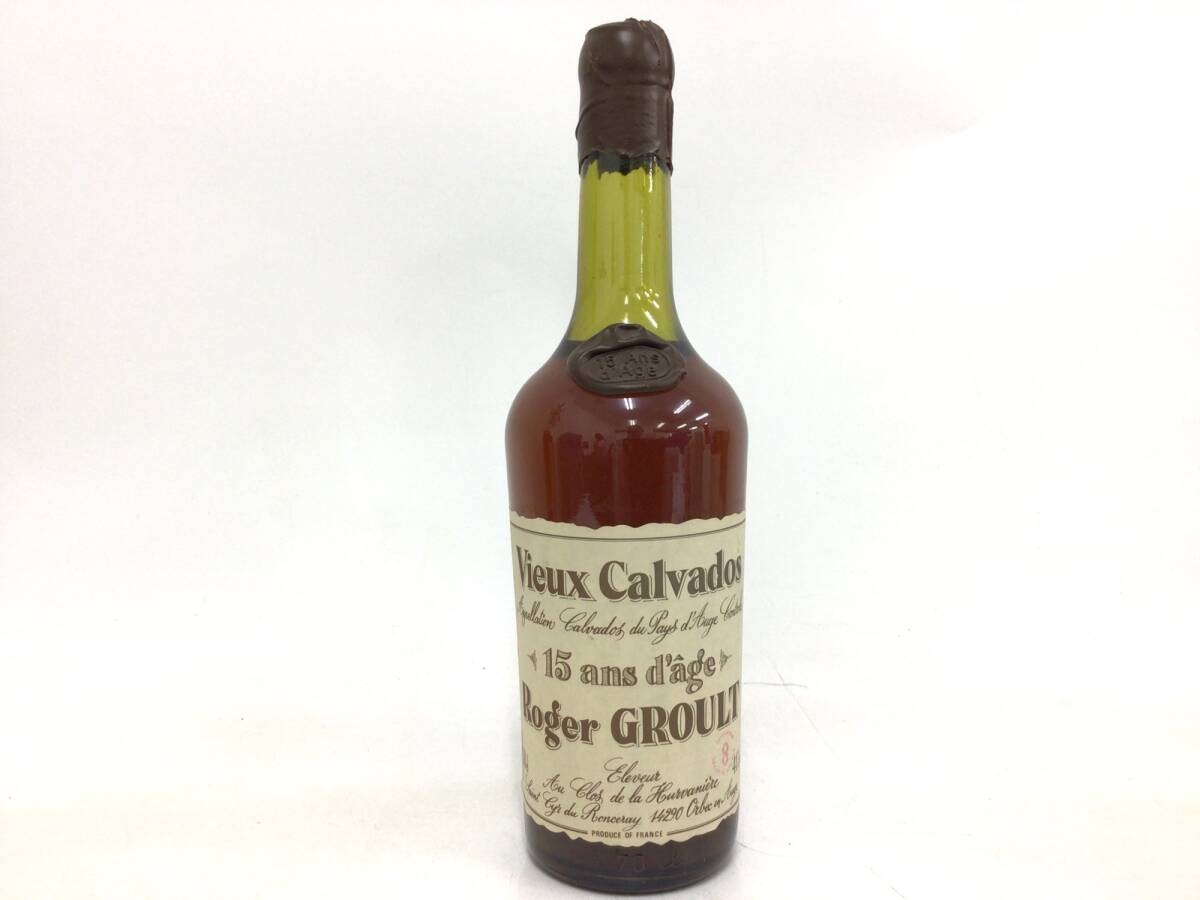 15 Ans
d'Age
Vieux Calvados
Appellation Calvados du Pays d'Auge
15 ans d'âge
Roger GROULT
8
Eleveur
Au Clos de la Hurvanière
Saint Cyr du Ronceray 14290 Orbec en Auge
PRODUCE OF FRANCE